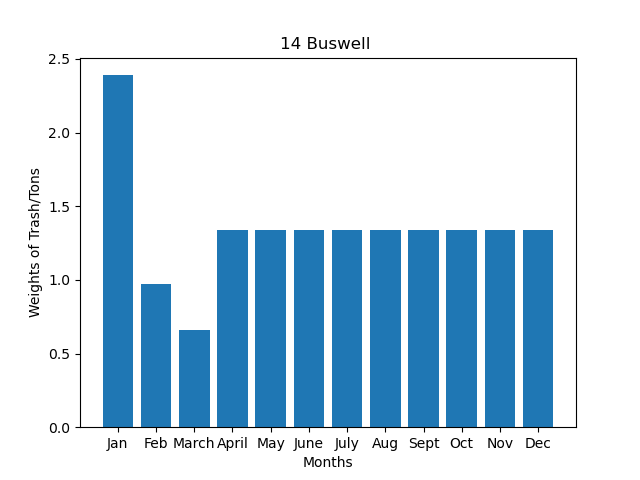 14 Buswell
Weights of Trash/Tons
2.5
2.0
1.5
1.0
0.5
0.0
Jan Feb March April May June July Aug Sept Oct Nov Dec
Months